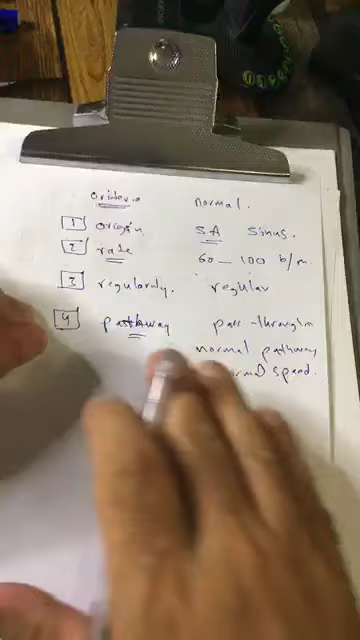 criteria normal.
1 origin SA sinus.
2 rate 60 - 100 b/m.
3 regularity. regular
4 pathway pass through
normal pathway
speed.